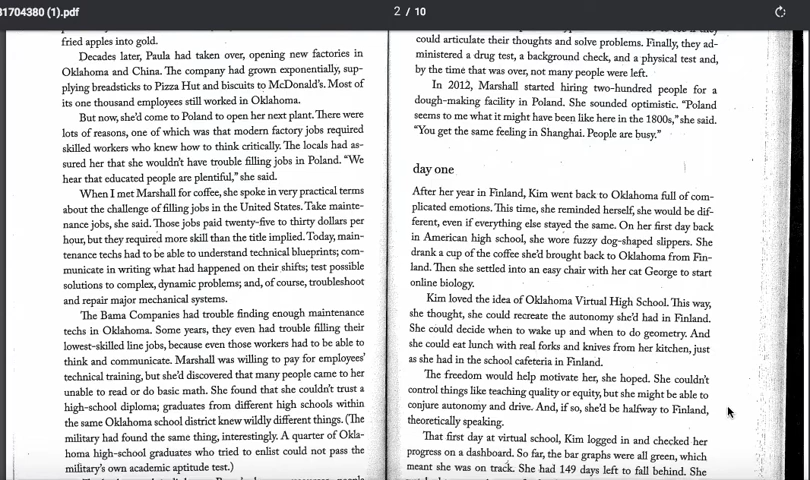 31704380 (1).pdf
2 / 10
fried apples into gold.
Decades later, Paula had taken over, opening new factories in
Oklahoma and China. The company had grown exponentially, sup-
plying breadsticks to Pizza Hut and biscuits to McDonald's. Most of
its one thousand employees still worked in Oklahoma.
But now, she'd come to Poland to open her next plant. There were
lots of reasons, one of which was that modern factory jobs required
skilled workers who knew how to think critically. The locals had as-
sured her that she wouldn't have trouble filling jobs in Poland. "We
hear that educated people are plentiful," she said.
When I met Marshall for coffee, she spoke in very practical terms
about the challenge of filling jobs in the United States. Take mainte-
nance jobs, she said. Those jobs paid twenty-five to thirty dollars per
hour, but they required more skill than the title implied. Today, main-
tenance techs had to be able to understand technical blueprints; com-
municate in writing what had happened on their shifts; test possible
solutions to complex, dynamic problems; and, of course, troubleshoot
and repair major mechanical systems.
The Bama Companies had trouble finding enough maintenance
techs in Oklahoma. Some years, they even had trouble filling their
lowest-skilled line jobs, because even those workers had to be able to
think and communicate. Marshall was willing to pay for employees'
technical training, but she'd discovered that many people came to her
unable to read or do basic math. She found that she couldn't trust a
high-school diploma; graduates from different high schools within
the same Oklahoma school district knew wildly different things. (The
military had found the same thing, interestingly. A quarter of Okla-
homa high-school graduates who tried to enlist could not pass the
military's own academic aptitude test.)
could articulate their thoughts and solve problems. Finally, they ad-
ministered a drug test, a background check, and a physical test and,
by the time that was over, not many people were left.
In 2012, Marshall started hiring two-hundred people for a
dough-making facility in Poland. She sounded optimistic. "Poland
seems to me what it might have been like here in the 1800s," she said.
"You get the same feeling in Shanghai. People are busy."
day one
After her year in Finland, Kim went back to Oklahoma full of com-
plicated emotions. This time, she reminded herself, she would be dif-
ferent, even if everything else stayed the same. On her first day back
in American high school, she wore fuzzy dog-shaped slippers. She
drank a cup of the coffee she'd brought back to Oklahoma from Fin-
land. Then she settled into an easy chair with her cat George to start
online biology.
Kim loved the idea of Oklahoma Virtual High School. This way,
she thought, she could recreate the autonomy she'd had in Finland.
She could decide when to wake up and when to do geometry. And
she could eat lunch with real forks and knives from her kitchen, just
as she had in the school cafeteria in Finland.
The freedom would help motivate her, she hoped. She couldn't
control things like teaching quality or equity, but she might be able to
conjure autonomy and drive. And, if so, she'd be halfway to Finland,
theoretically speaking.
That first day at virtual school, Kim logged in and checked her
progress on a dashboard. So far, the bar graphs were all green, which
meant she was on track. She had 149 days left to fall behind. She